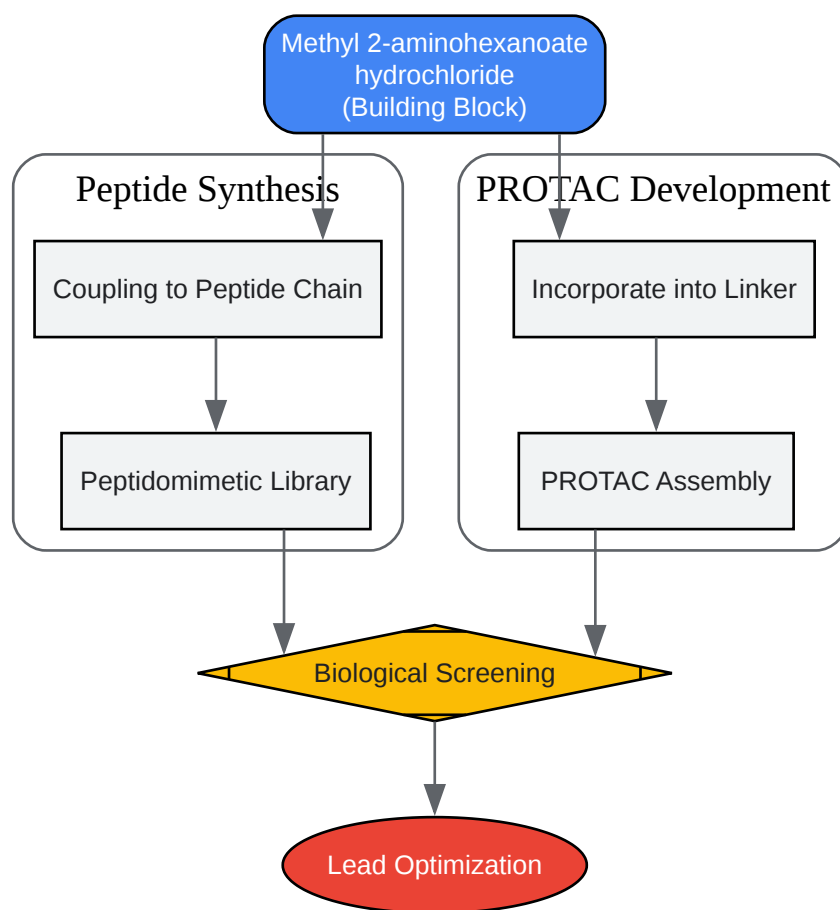 Methyl 2-aminohexanoate
hydrochloride
(Building Block)
Peptide Synthesis
PROTAC Development
Coupling to Peptide Chain
Incorporate into Linker
Peptidomimetic Library
PROTAC Assembly
Biological Screening
Lead Optimization